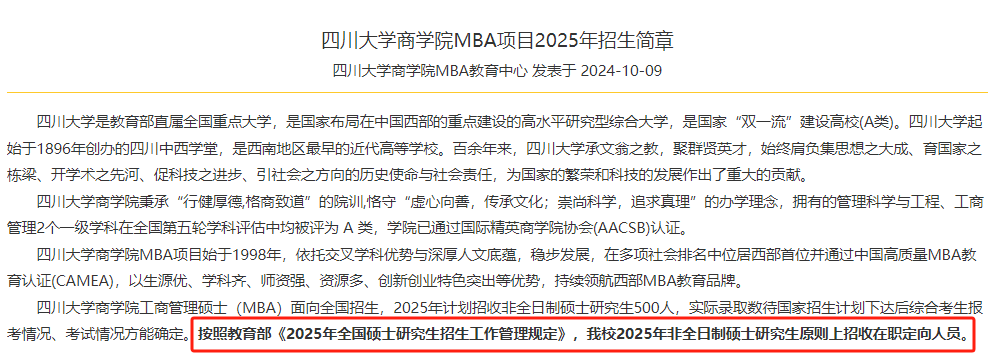 四川大学商学院MBA项目2025年招生简章
四川大学商学院MBA教育中心 发表于 2024-10-09
四川大学是教育部直属全国重点大学，是国家布局在中国西部的重点建设的高水平研究型综合大学，是国家“双一流”建设高校(A类)。四川大学起
始于1896年创办的四川中西学堂，是西南地区最早的近代高等学校。百余年来，四川大学承文翁之教，聚群贤英才，始终肩负集思想之大成、育国家之
栋梁、开学术之先河、促科技之进步、引社会之方向的历史使命与社会责任，为国家的繁荣和科技的发展作出了重大的贡献。
四川大学商学院秉承“行健厚德,格商致道”的院训,恪守“虚心向善，传承文化；崇尚科学，追求真理”的办学理念，拥有的管理科学与工程、工商
管理2个一级学科在全国第五轮学科评估中均被评为 A 类，学院已通过国际精英商学院协会(AACSB)认证。
四川大学商学院MBA项目始于1998年，依托交叉学科优势与深厚人文底蕴，稳步发展，在多项社会排名中位居西部首位并通过中国高质量MBA教
育认证(CAMEA)，以生源优、学科齐、师资强、资源多、创新创业特色突出等优势，持续领航西部MBA教育品牌。
四川大学商学院工商管理硕士（MBA）面向全国招生，2025年计划招收非全日制硕士研究生500人，实际录取数待国家招生计划下达后综合考生报
考情况、考试情况方能确定。按照教育部《2025年全国硕士研究生招生工作管理规定》，我校2025年非全日制硕士研究生原则上招收在职定向人员。